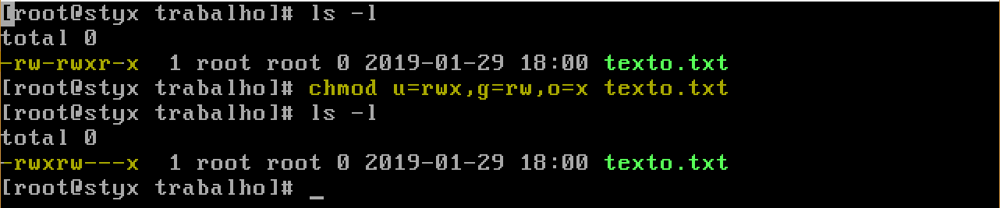 [root@styx trabalho]# ls -l
total 0
-rw-rwxr-x  1 root root 0 2019-01-29 18:00 texto.txt
[root@styx trabalho]# chmod u=rwx,g=rw,o=x texto.txt
[root@styx trabalho]# ls -l
total 0
-rwxrw---x  1 root root 0 2019-01-29 18:00 texto.txt
[root@styx trabalho]# _